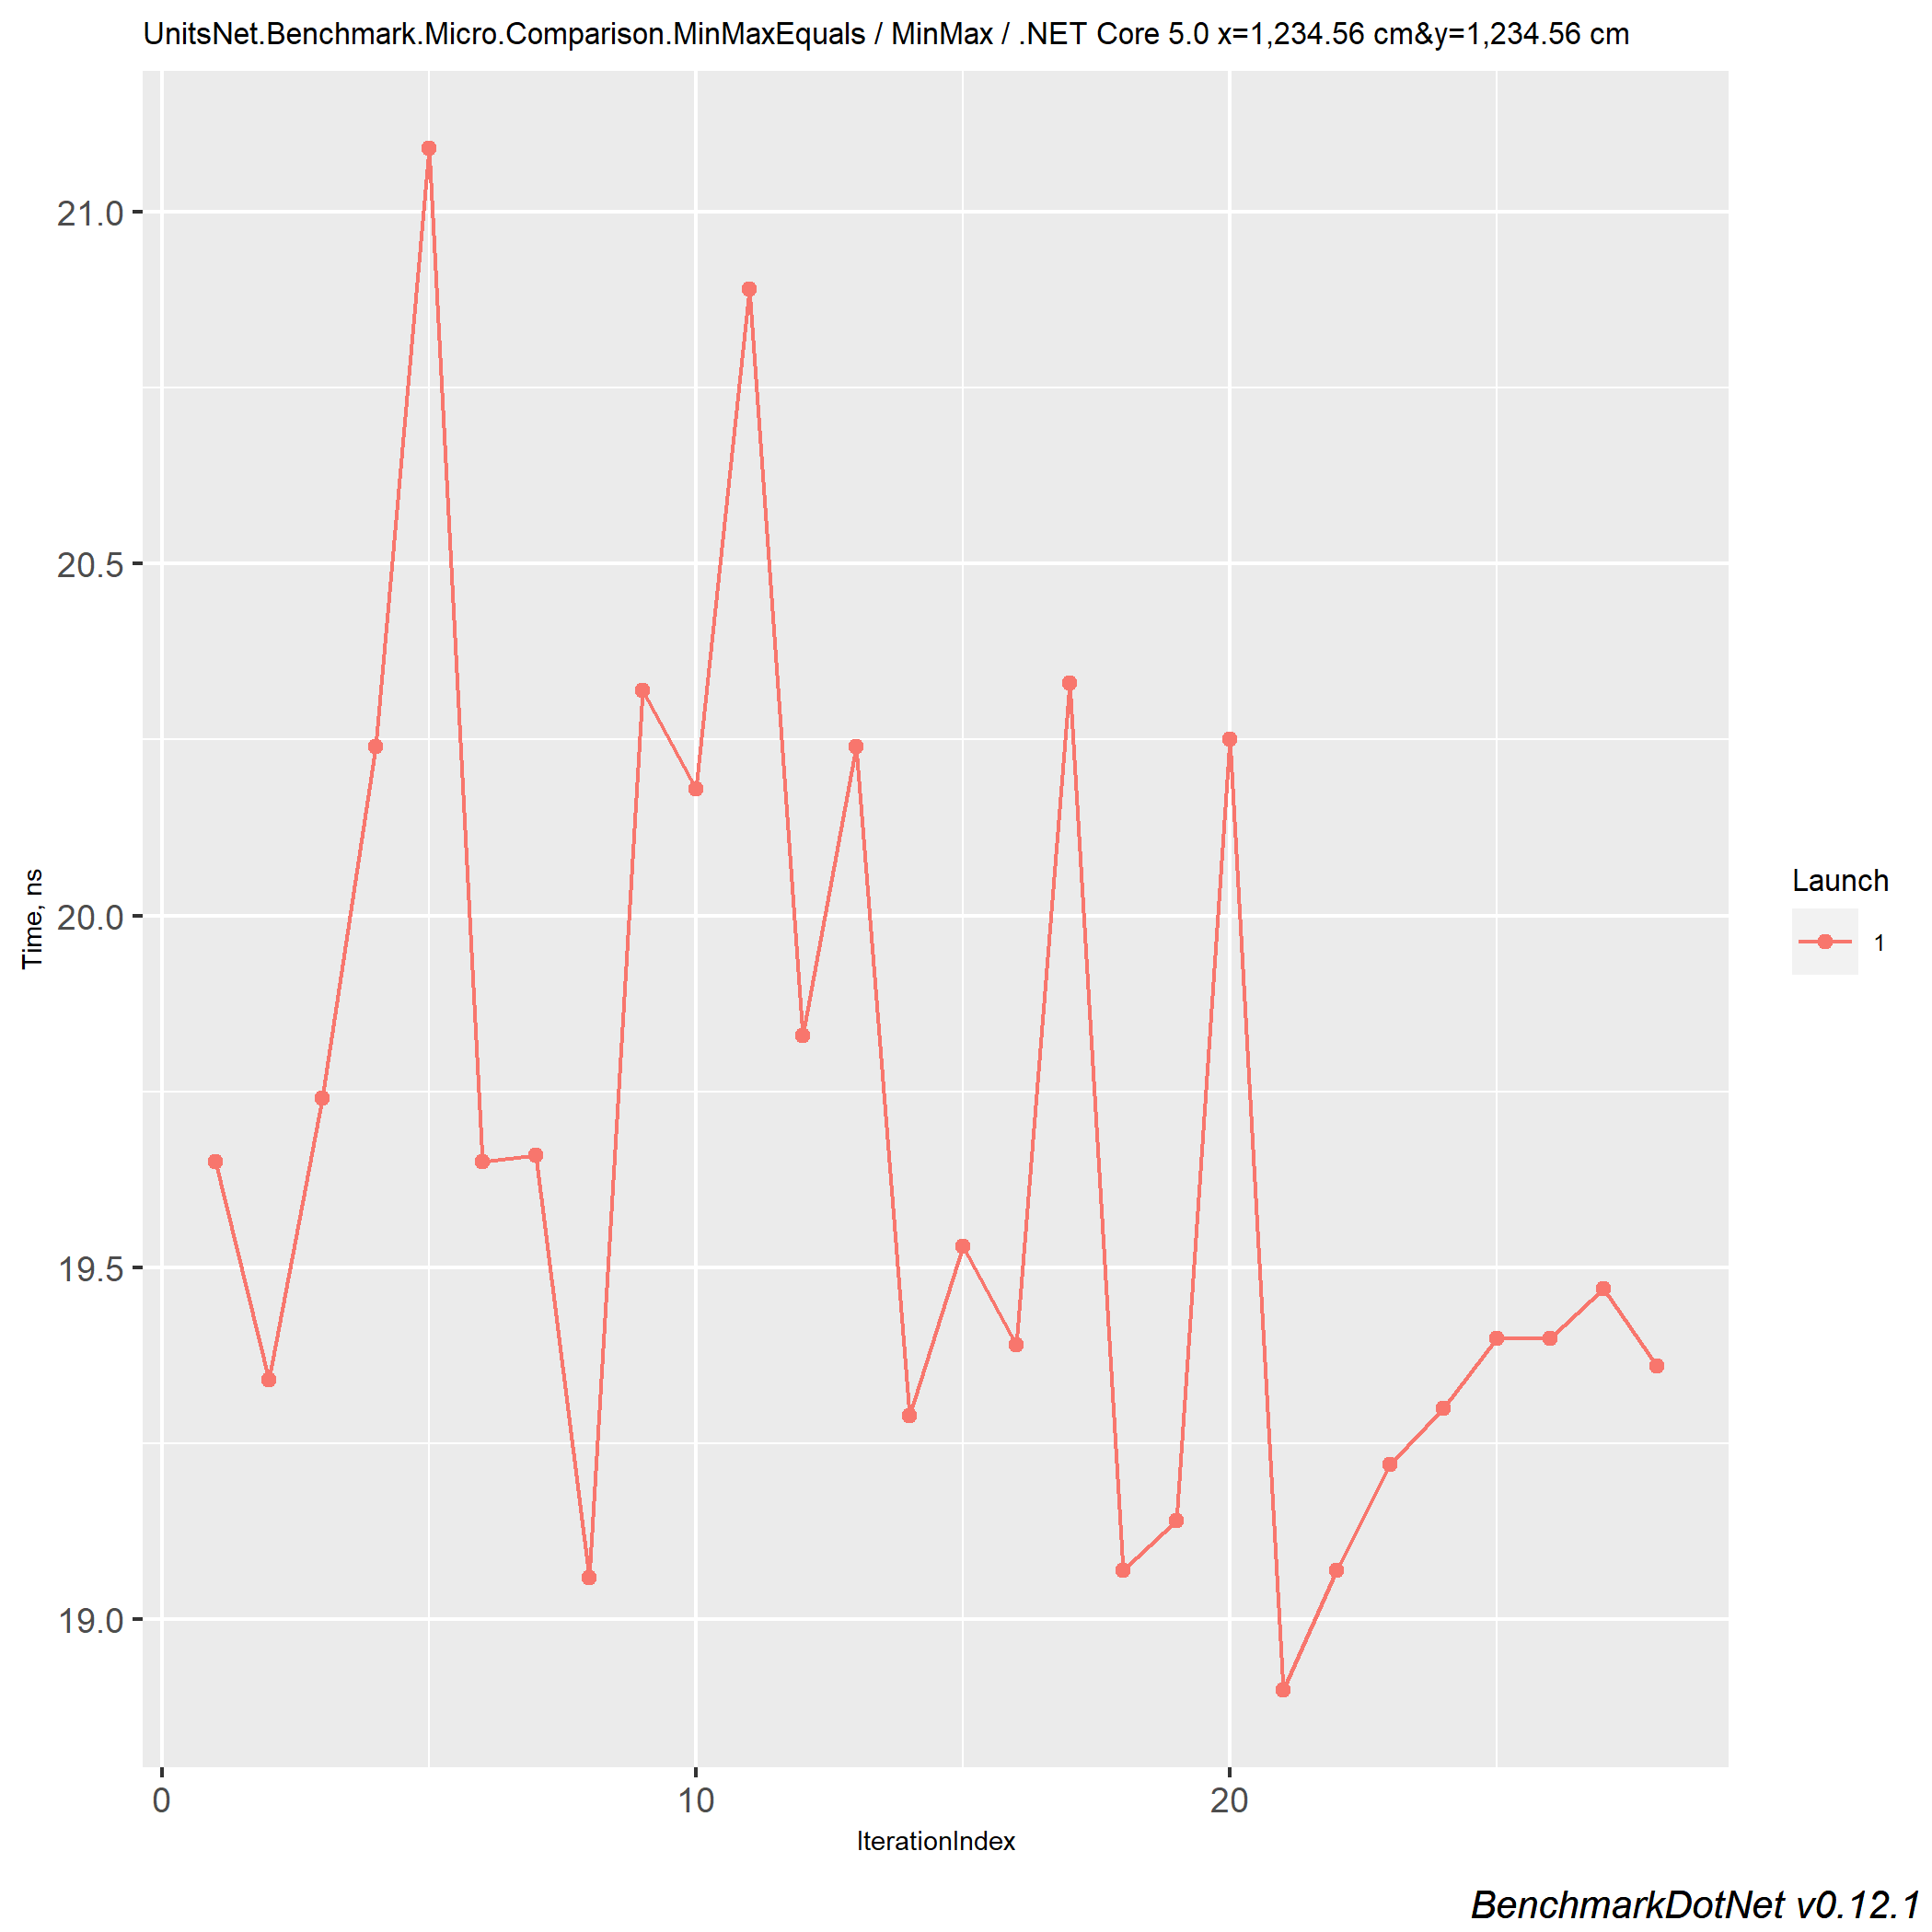 UnitsNet.Benchmark.Micro.Comparison.MinMaxEquals / MinMax / .NET Core 5.0 x=1,234.56 cm&y=1,234.56 cm
21.0
20.5
20.0
19.5
19.0
Time, ns
0 10 20
IterationIndex
Launch
1
BenchmarkDotNet v0.12.1